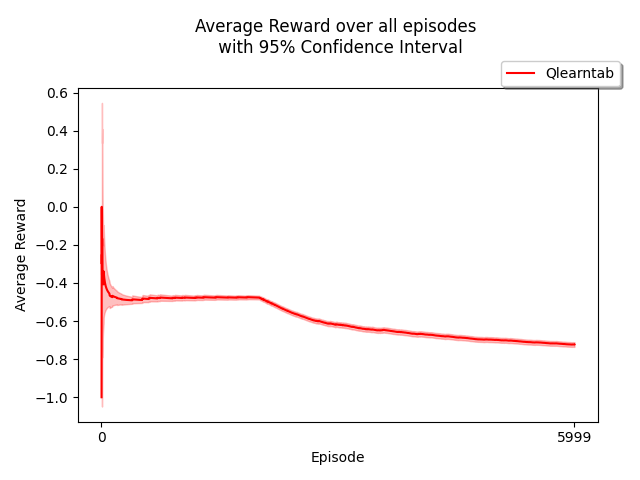 Average Reward over all episodes
with 95% Confidence Interval
Qlearntab
0.6
0.4
0.2
0.0
−0.2
−0.4
−0.6
−0.8
−1.0
Average Reward
0
5999
Episode